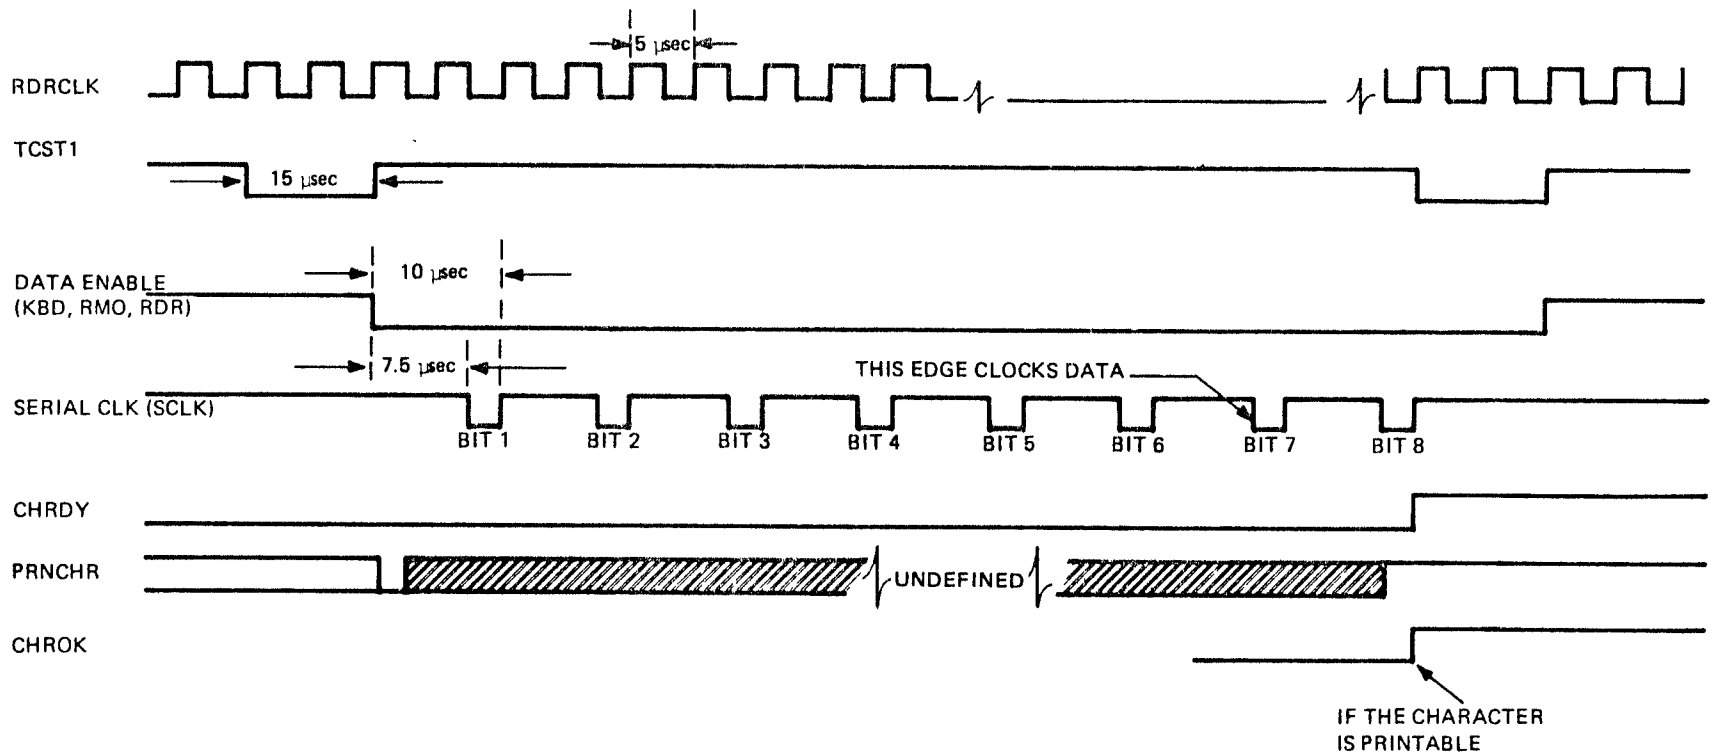 5 μsec
RDRCLK
TCST1
15 μsec
10 μsec
DATA ENABLE
(KBD, RMO, RDR)
7.5 μsec
THIS EDGE CLOCKS DATA
SERIAL CLK (SCLK)
BIT 1 BIT 2 BIT 3 BIT 4 BIT 5 BIT 6 BIT 7 BIT 8
CHRDY
PRNCHR
UNDEFINED
CHROK
IF THE CHARACTER
IS PRINTABLE